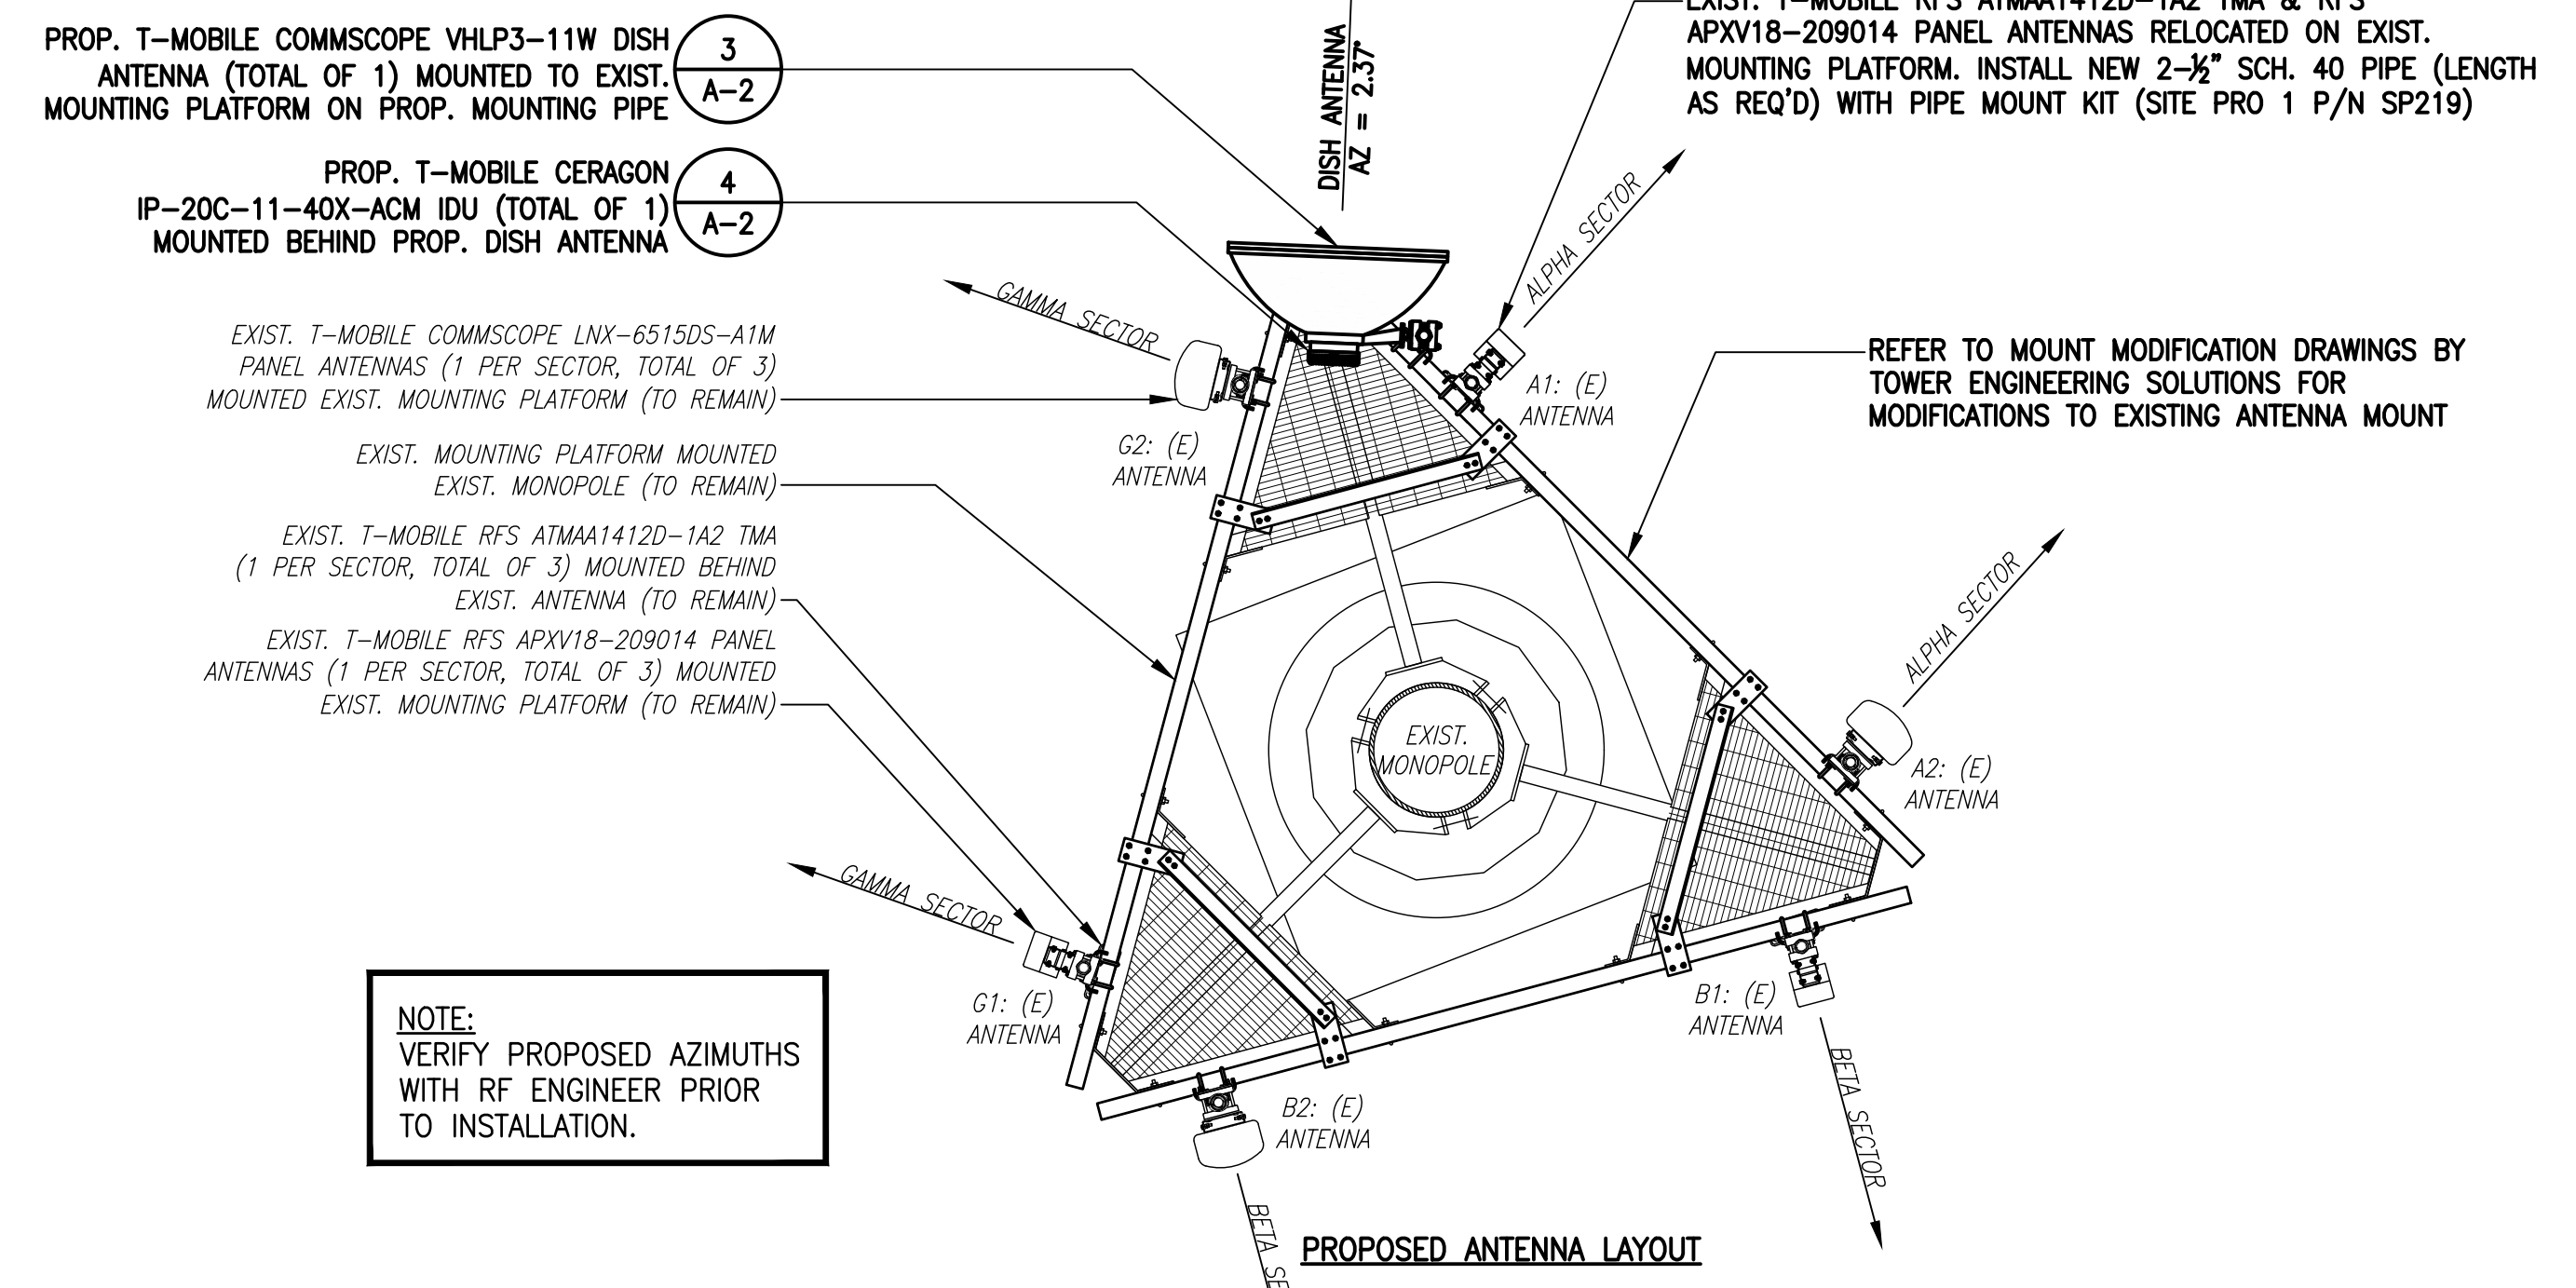 PROP. T-MOBILE COMMSCOPE VHLP3-11W DISH
ANTENNA (TOTAL OF 1) MOUNTED TO EXIST.
MOUNTING PLATFORM ON PROP. MOUNTING PIPE
3
A-2
PROP. T-MOBILE CERAGON
IP-20C-11-40X-ACM IDU (TOTAL OF 1)
MOUNTED BEHIND PROP. DISH ANTENNA
4
A-2
DISH ANTENNA
AZ = 2.37°
EXIST. T-MOBILE RFS ATMAA1412D-1A2 TMA & RFS
APXV18-209014 PANEL ANTENNAS RELOCATED ON EXIST.
MOUNTING PLATFORM. INSTALL NEW 2-½" SCH. 40 PIPE (LENGTH
AS REQ'D) WITH PIPE MOUNT KIT (SITE PRO 1 P/N SP219)
ALPHA SECTOR
GAMMA SECTOR
EXIST. T-MOBILE COMMSCOPE LNX-6515DS-A1M
PANEL ANTENNAS (1 PER SECTOR, TOTAL OF 3)
MOUNTED EXIST. MOUNTING PLATFORM (TO REMAIN)
REFER TO MOUNT MODIFICATION DRAWINGS BY
TOWER ENGINEERING SOLUTIONS FOR
MODIFICATIONS TO EXISTING ANTENNA MOUNT
A1: (E)
ANTENNA
G2: (E)
ANTENNA
EXIST. MOUNTING PLATFORM MOUNTED
EXIST. MONOPOLE (TO REMAIN)
EXIST. T-MOBILE RFS ATMAA1412D-1A2 TMA
(1 PER SECTOR, TOTAL OF 3) MOUNTED BEHIND
EXIST. ANTENNA (TO REMAIN)
EXIST. T-MOBILE RFS APXV18-209014 PANEL
ANTENNAS (1 PER SECTOR, TOTAL OF 3) MOUNTED
EXIST. MOUNTING PLATFORM (TO REMAIN)
ALPHA SECTOR
EXIST.
MONOPOLE
A2: (E)
ANTENNA
GAMMA SECTOR
G1: (E)
ANTENNA
B1: (E)
ANTENNA
BETA SECTOR
B2: (E)
ANTENNA
BETA SE
NOTE:
VERIFY PROPOSED AZIMUTHS
WITH RF ENGINEER PRIOR
TO INSTALLATION.
PROPOSED ANTENNA LAYOUT